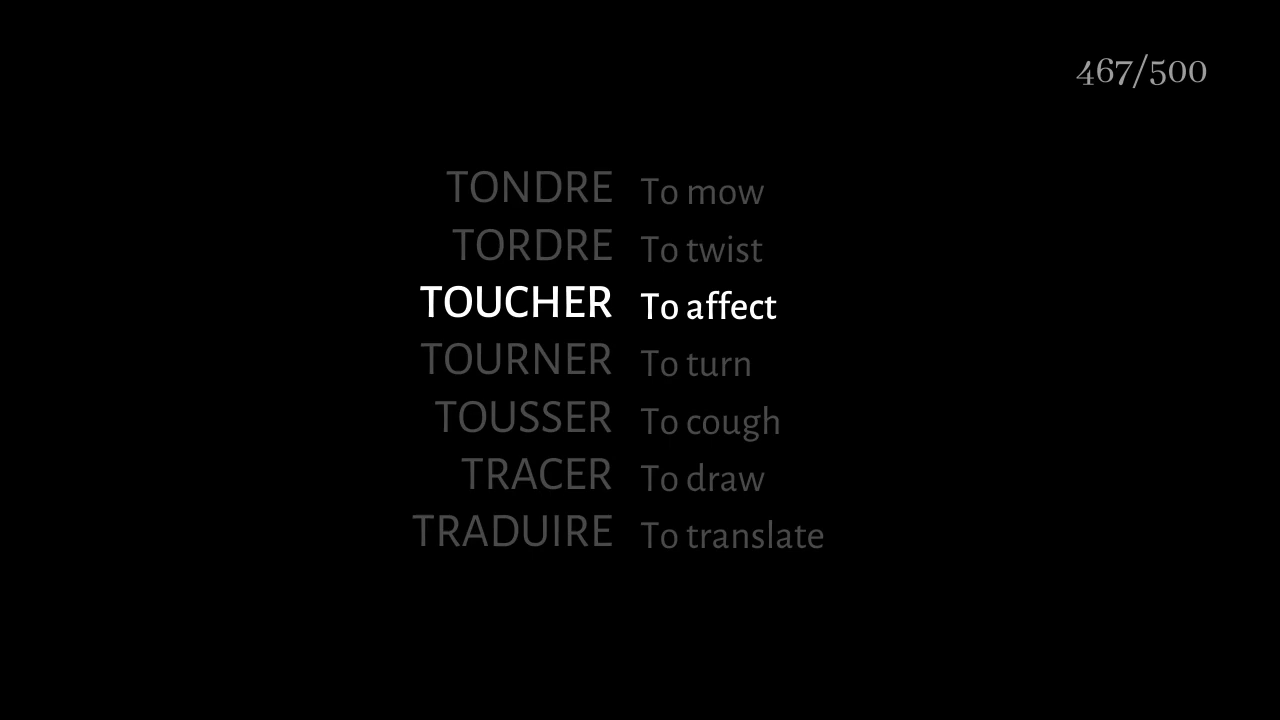 467/500
TONDRE To mow
TORDRE To twist
TOUCHER To affect
TOURNER To turn
TOUSSER To cough
TRACER To draw
TRADUIRE To translate